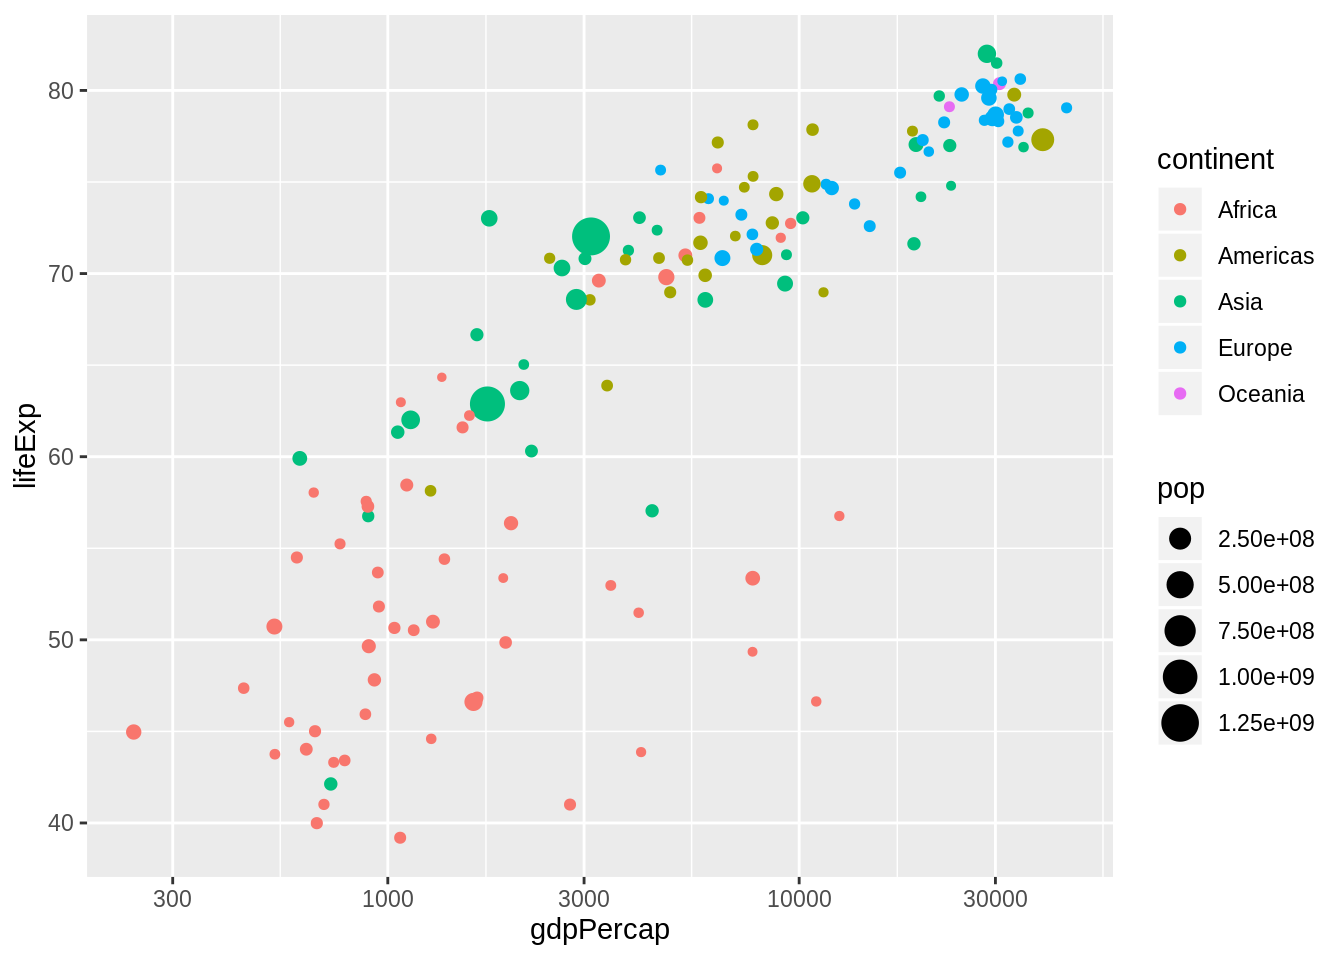 80
70
60
50
40
lifeExp
300
1000
3000
10000
30000
gdpPercap
continent
Africa
Americas
Asia
Europe
Oceania
pop
2.50e+08
5.00e+08
7.50e+08
1.00e+09
1.25e+09